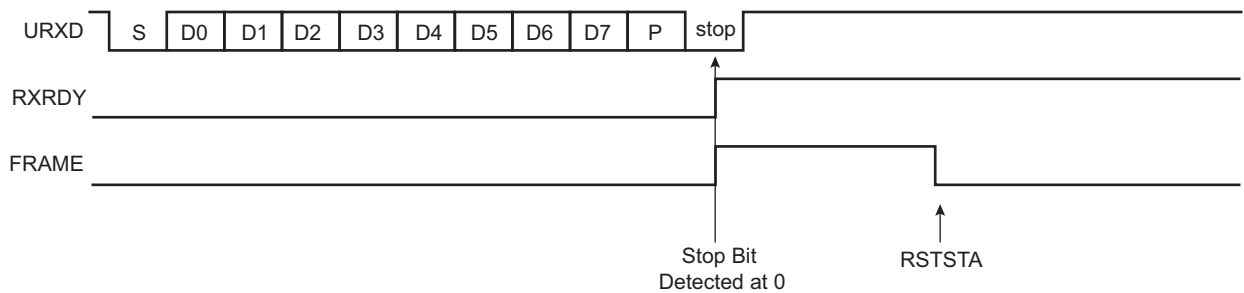 URXD S D0 D1 D2 D3 D4 D5 D6 D7 P stop
RXRDY
FRAME
Stop Bit
Detected at 0
RSTSTA